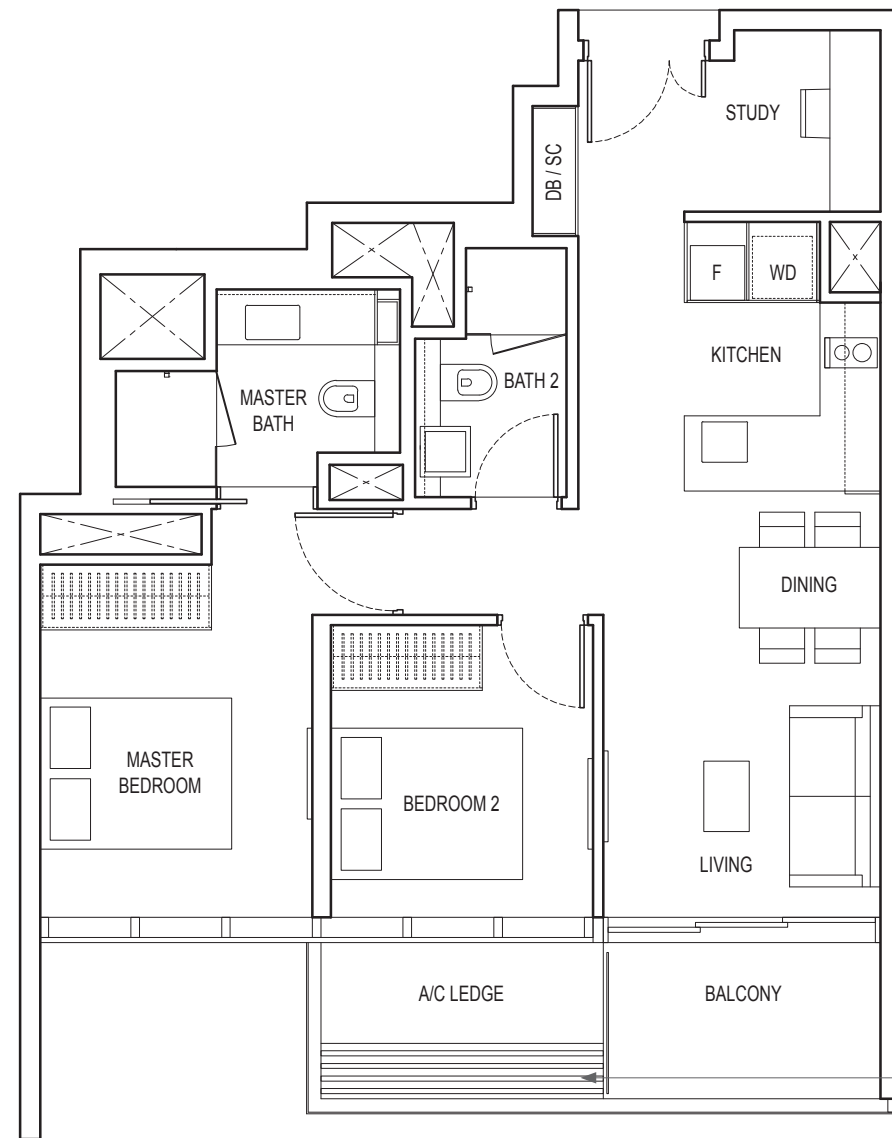 STUDY
DB / SC
F
WD
KITCHEN
MASTER
BATH
BATH 2
DINING
MASTER
BEDROOM
BEDROOM 2
LIVING
A/C LEDGE
BALCONY